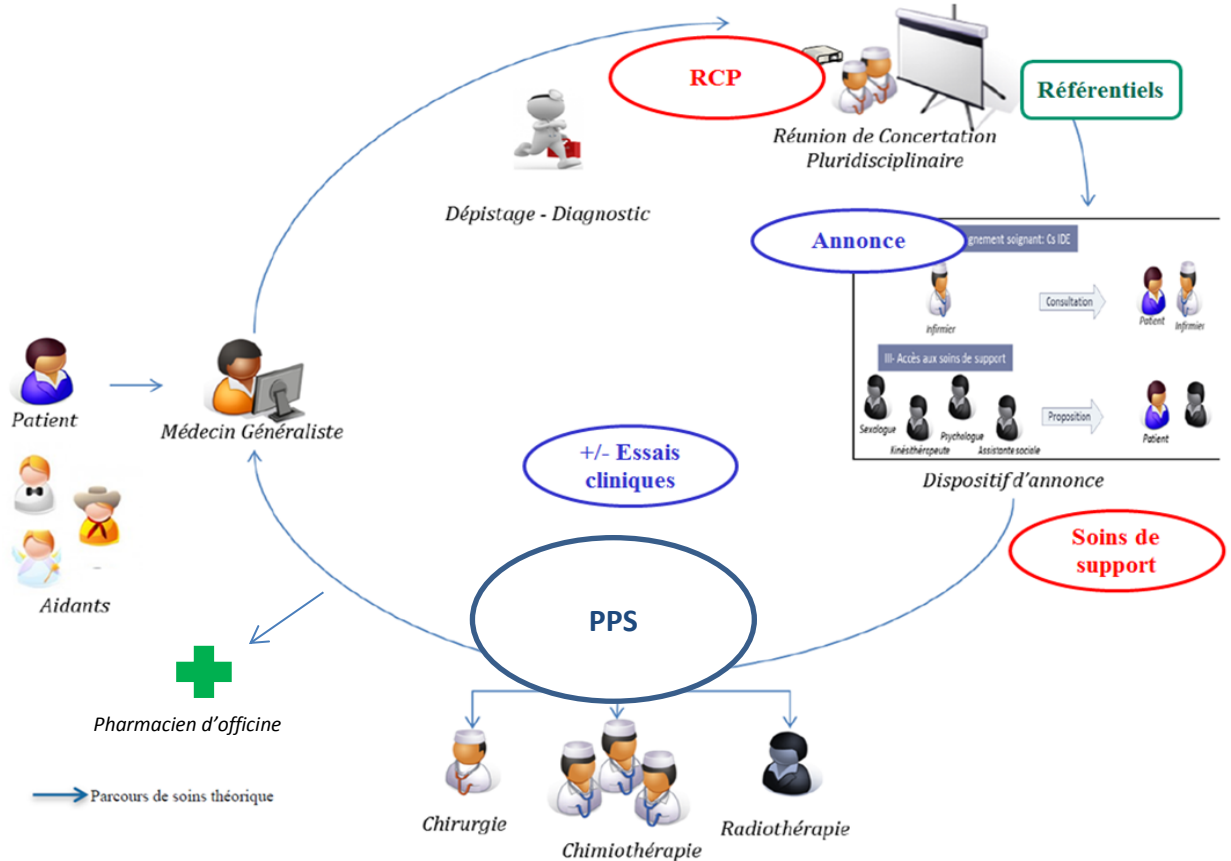 RCP
Référentiels
Réunion de Concertation
Pluridisciplinaire
Dépistage - Diagnostic
Annonce
gnement soignant: Cs IDE
Infirmier
Consultation
Patient
Infirmier
III- Accès aux soins de support
Sexologue
Kinésithérapeute
Psychologue
Assistante sociale
Proposition
Patient
Dispositif d'annonce
Patient
Médecin Généraliste
+/- Essais
cliniques
Soins de
support
Aidants
PPS
Pharmacien d'officine
Parcours de soins théorique
Chirurgie
Chimiothérapie
Radiothérapie